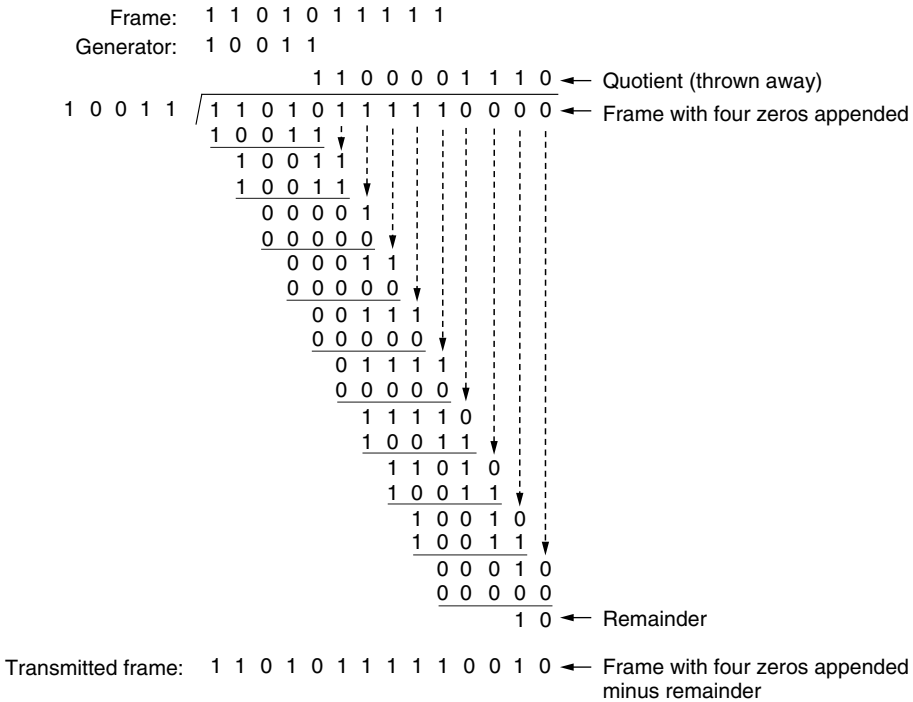 Frame: 1 1 0 1 0 1 1 1 1 1
Generator: 1 0 0 1 1
1 1 0 0 0 0 1 1 1 0 Quotient (thrown away)
1 0 0 1 1 1 1 0 1 0 1 1 1 1 1 0 0 0 0 Frame with four zeros appended
1 0 0 1 1
1 0 0 1 1
1 0 0 1 1
0 0 0 0 1
0 0 0 0 0
0 0 0 1 1
0 0 0 0 0
0 0 1 1 1
0 0 0 0 0
0 1 1 1 1
0 0 0 0 0
1 1 1 1 0
1 0 0 1 1
1 1 0 1 0
1 0 0 1 1
1 0 0 1 0
1 0 0 1 1
0 0 0 1 0
0 0 0 0 0
1 0 Remainder
Transmitted frame: 1 1 0 1 0 1 1 1 1 1 0 0 1 0 Frame with four zeros appended
minus remainder